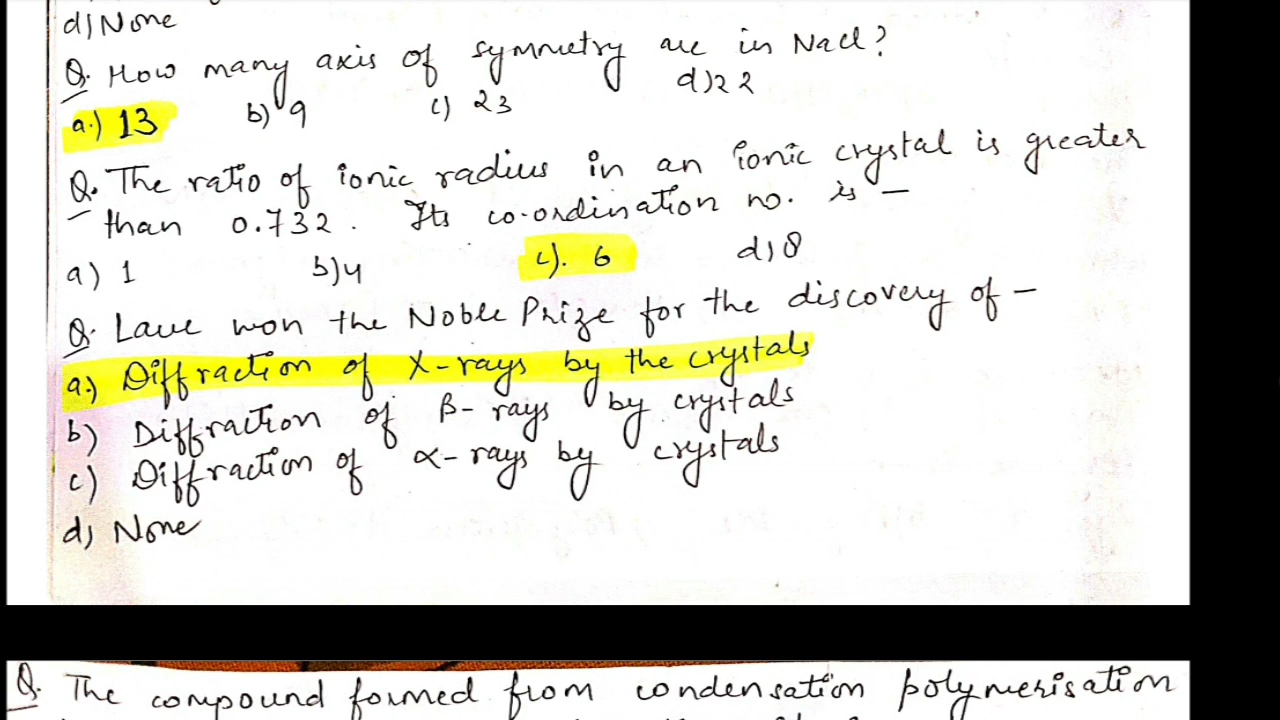 d) None
Q. How many axis of symmetry are in Nacl?
a.) 13 b) 9 c) 23 d) 22
Q. The ratio of ionic radius in an ionic crystal is greater
than 0.732. Its co-ordination no. is —
a) 1 b) 4 c). 6 d) 8
Q. Laue won the Noble Prize for the discovery of —
a.) Diffraction of X-rays by the crystals
b) Diffraction of β- rays by crystals
c) Diffraction of α- rays by crystals
d) None
Q. The compound formed from condensation polymerisation